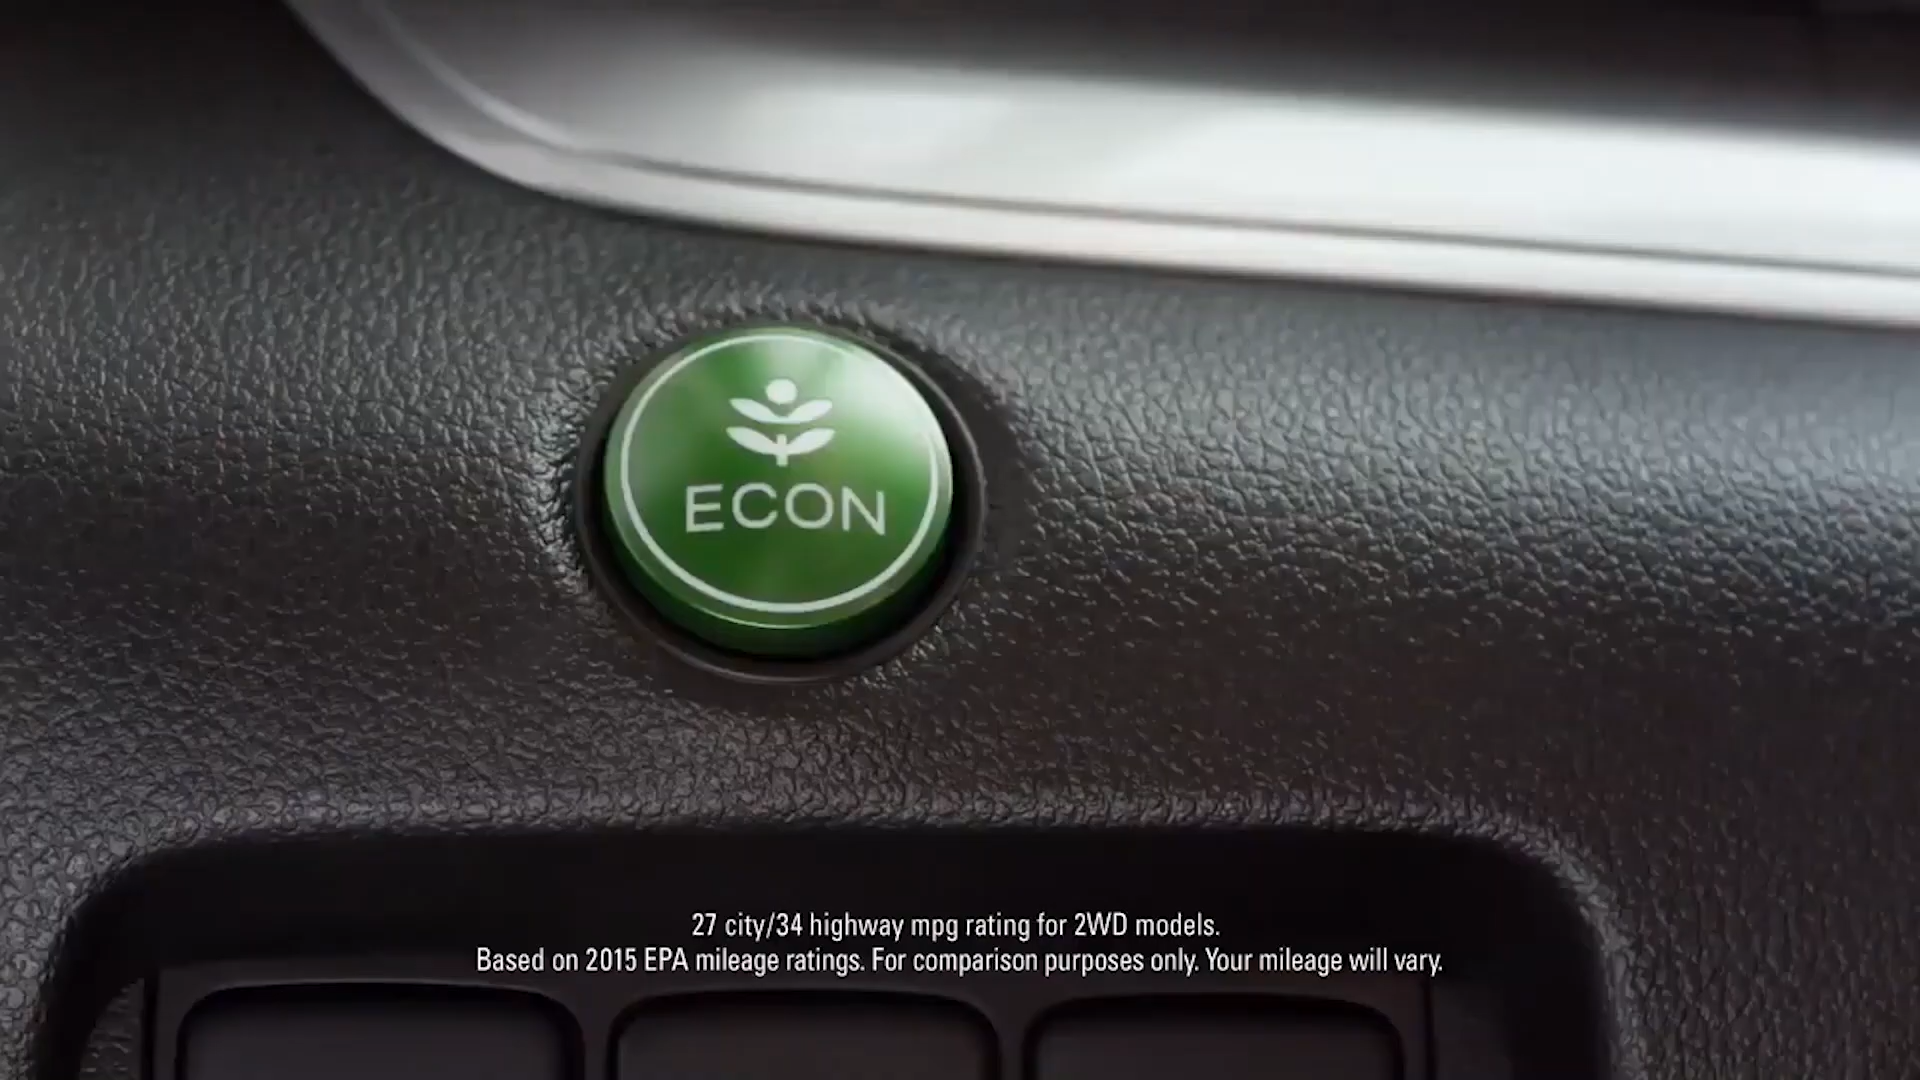 ECON
27 city/34 highway mpg rating for 2WD models.
Based on 2015 EPA mileage ratings. For comparison purposes only. Your mileage will vary.